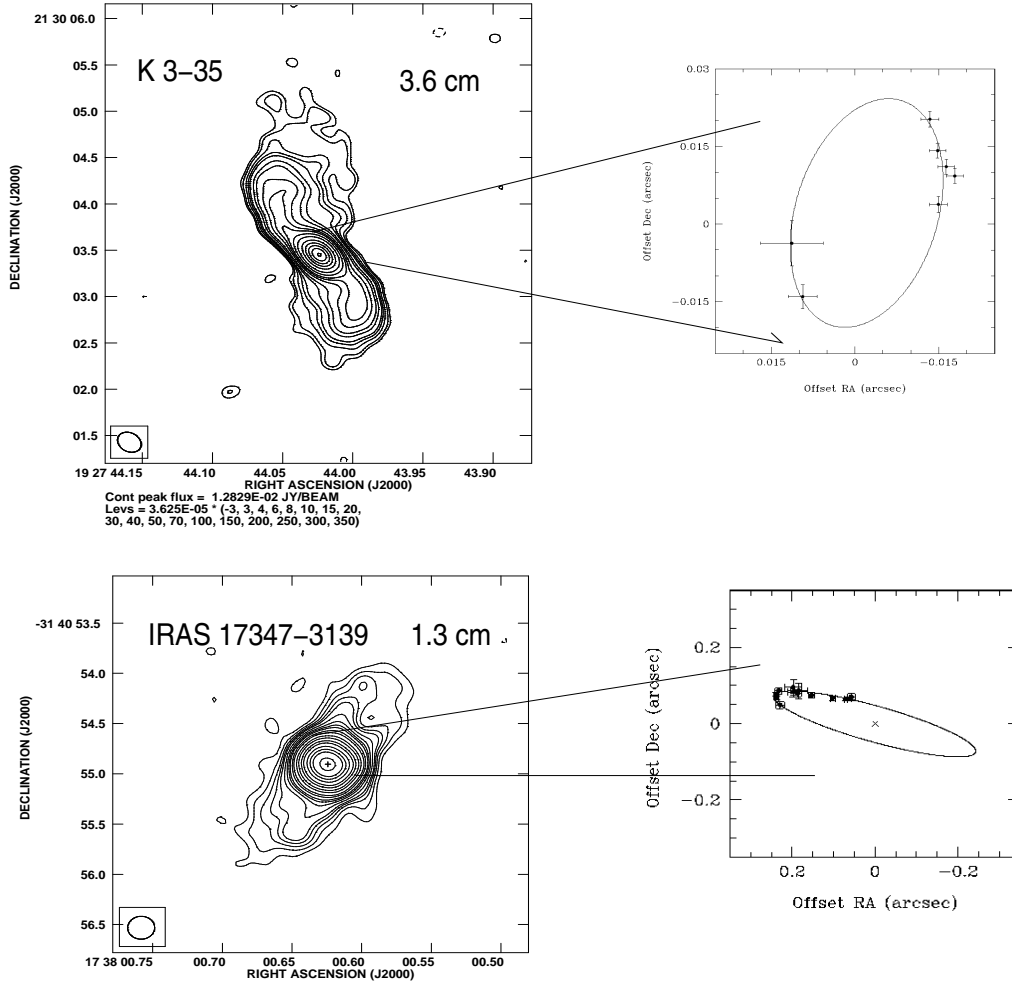 21 30 06.0
05.5
05.0
04.5
04.0
03.5
03.0
02.5
02.0
01.5
DECLINATION (J2000)
K 3−35
3.6 cm
19 27 44.15 44.10 44.05 44.00 43.95 43.90
RIGHT ASCENSION (J2000)
Cont peak flux = 1.2829E-02 JY/BEAM
Levs = 3.625E-05 * (-3, 3, 4, 6, 8, 10, 15, 20,
30, 40, 50, 70, 100, 150, 200, 250, 300, 350)
0.03
0.015
0
−0.015
Offset Dec (arcsec)
0.015 0 −0.015
Offset RA (arcsec)
-31 40 53.5
54.0
54.5
55.0
55.5
56.0
56.5
DECLINATION (J2000)
IRAS 17347−3139
1.3 cm
17 38 00.75 00.70 00.65 00.60 00.55 00.50
RIGHT ASCENSION (J2000)
0.2
0
−0.2
Offset Dec (arcsec)
0.2 0 −0.2
Offset RA (arcsec)